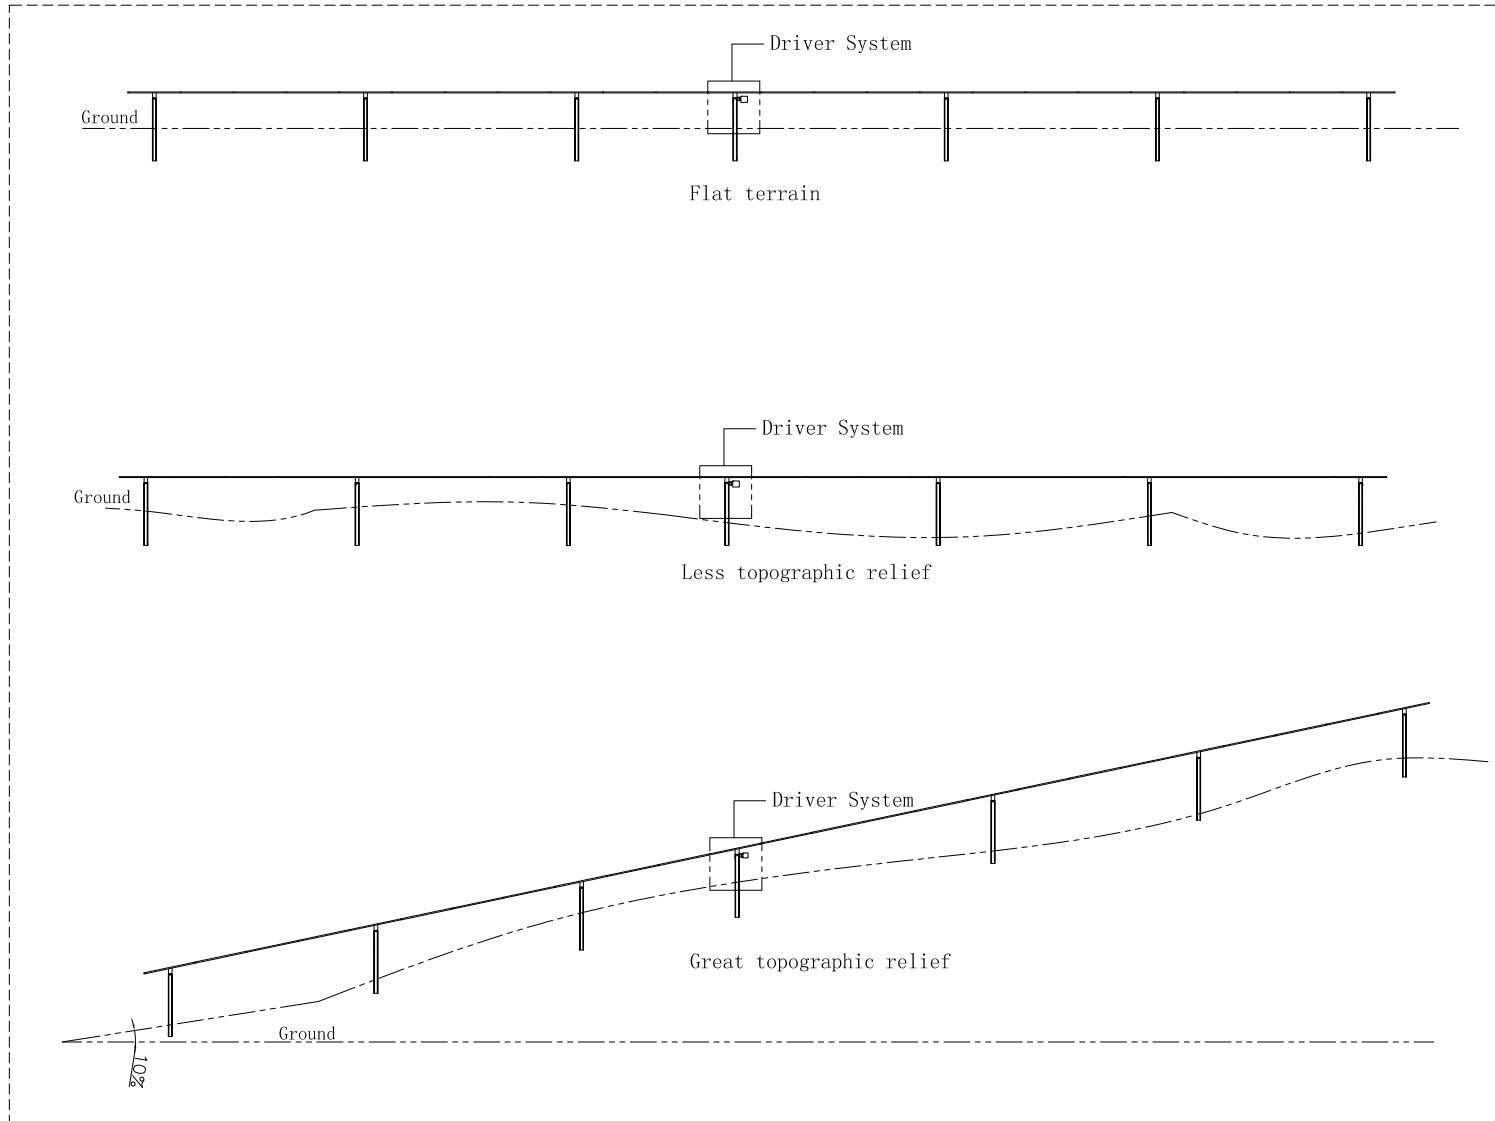 Driver System
Ground
Flat terrain
Driver System
Ground
Less topographic relief
Driver System
Great topographic relief
Ground
10%